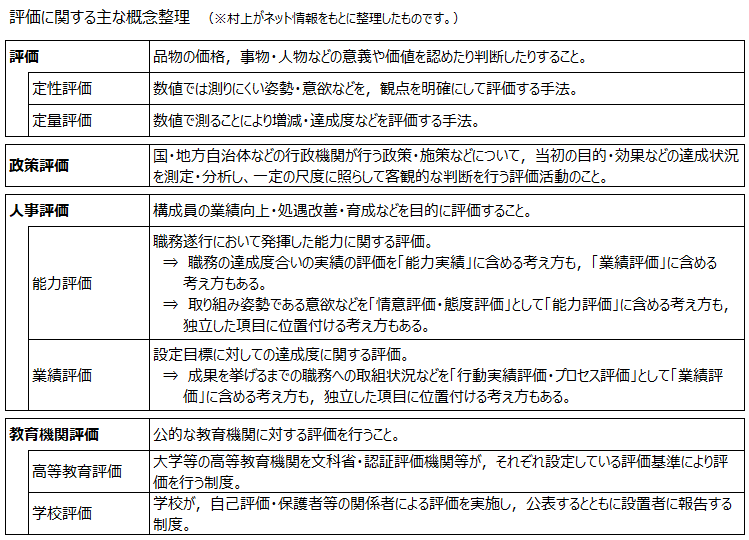 評価に関する主な概念整理　（※村上がネット情報をもとに整理したものです。）
評価
品物の価格，事物・人物などの意義や価値を認めたり判断したりすること。
定性評価
数値では測りにくい姿勢・意欲などを，観点を明確にして評価する手法。
定量評価
数値で測ることにより増減・達成度などを評価する手法。
政策評価
国・地方自治体などの行政機関が行う政策・施策などについて，当初の目的・効果などの達成状況
を測定・分析し、一定の尺度に照らして客観的な判断を行う評価活動のこと。
人事評価
構成員の業績向上・処遇改善・育成などを目的に評価すること。
能力評価
職務遂行において発揮した能力に関する評価。
⇒ 職務の達成度合いの実績の評価を「能力実績」に含める考え方も，「業績評価」に含める
考え方もある。
⇒ 取り組み姿勢である意欲などを「情意評価・態度評価」として「能力評価」に含める考え方も，
独立した項目に位置付ける考え方もある。
業績評価
設定目標に対しての達成度に関する評価。
⇒ 成果を挙げるまでの職務への取組状況などを「行動実績評価・プロセス評価」として「業績評
価」に含める考え方も，独立した項目に位置付ける考え方もある。
教育機関評価
公的な教育機関に対する評価を行うこと。
高等教育評価
大学等の高等教育機関を文科省・認証評価機関等が，それぞれ設定している評価基準により評
価を行う制度。
学校評価
学校が，自己評価・保護者等の関係者による評価を実施し，公表するとともに設置者に報告する
制度。